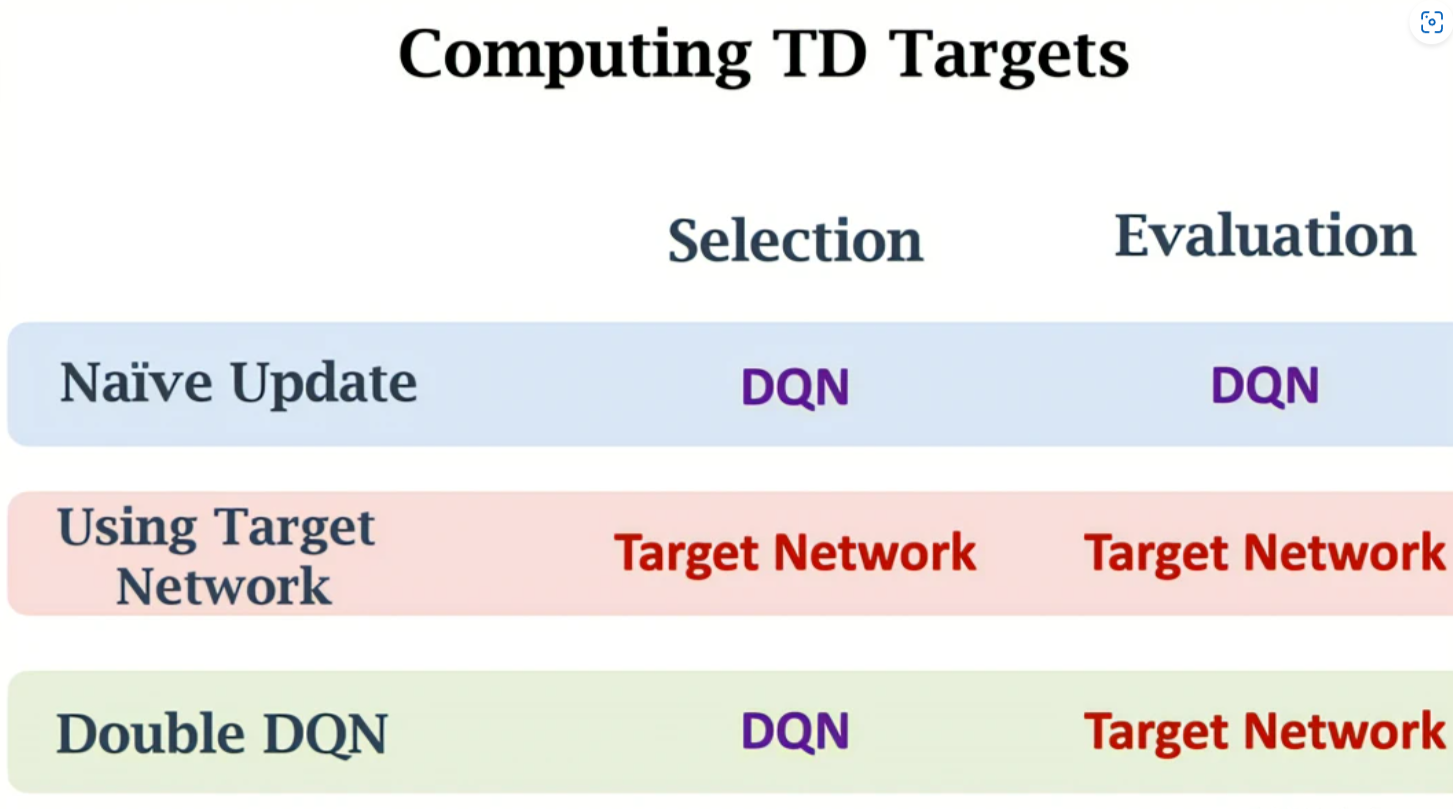 Computing TD Targets
Selection Evaluation
Naïve Update DQN DQN
Using Target
Network
Target Network Target Network
Double DQN DQN Target Network